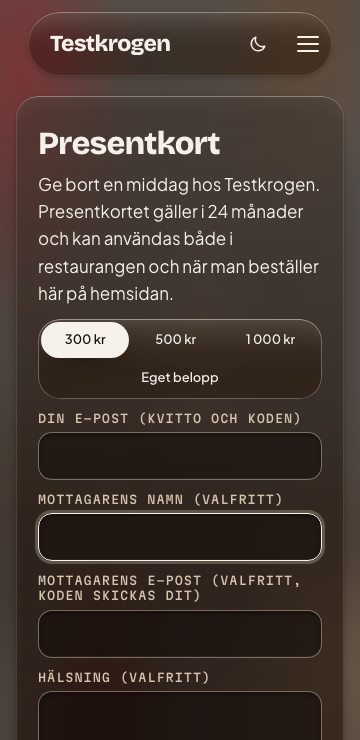 Testkrogen
Presentkort
Ge bort en middag hos Testkrogen.
Presentkortet gäller i 24 månader
och kan användas både i
restaurangen och när man beställer
här på hemsidan.
300 kr 500 kr 1 000 kr
Eget belopp
DIN E-POST (KVITTO OCH KODEN)
MOTTAGARENS NAMN (VALFRITT)
MOTTAGARENS E-POST (VALFRITT,
KODEN SKICKAS DIT)
HÄLSNING (VALFRITT)